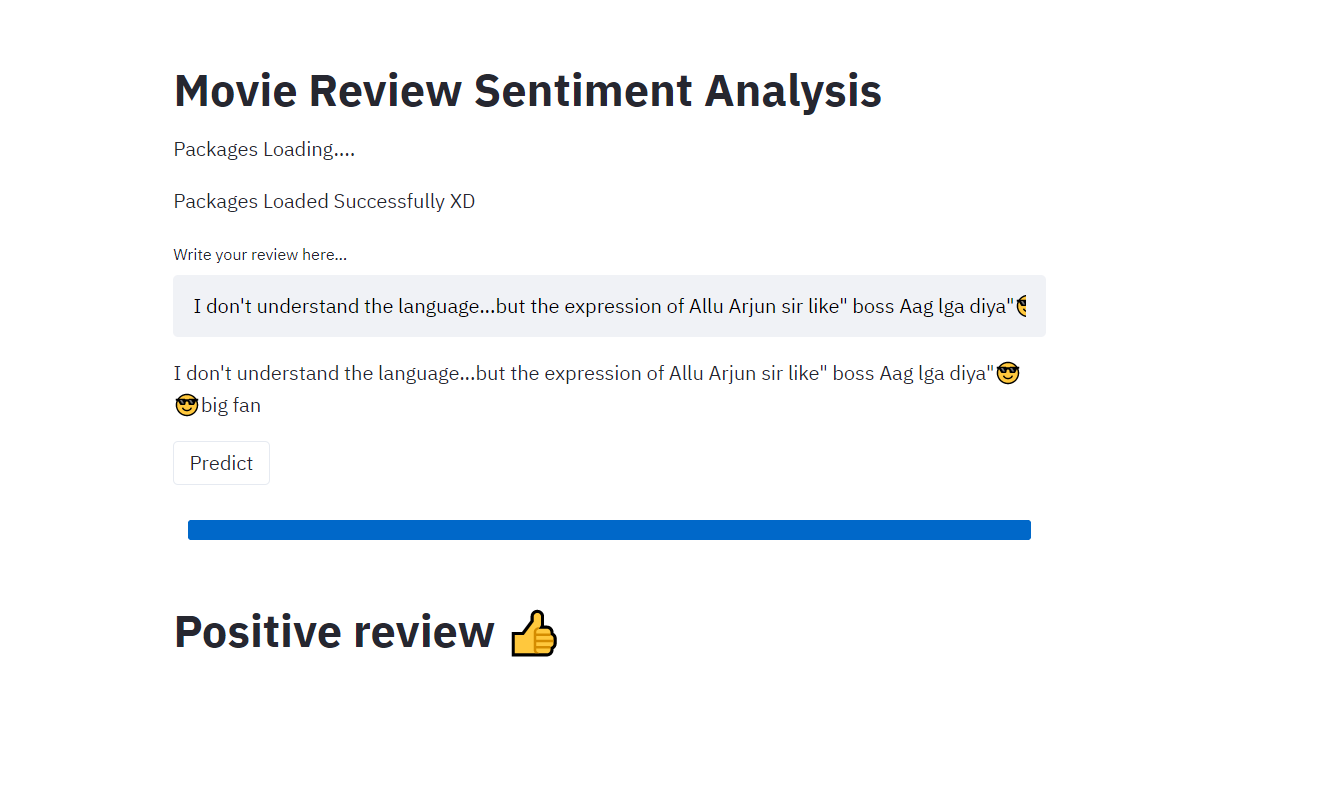 Movie Review Sentiment Analysis
Packages Loading....
Packages Loaded Successfully XD
Write your review here...
I don't understand the language...but the expression of Allu Arjun sir like" boss Aag lga diya"😎
I don't understand the language...but the expression of Allu Arjun sir like" boss Aag lga diya"😎
😎big fan
Predict
Positive review 👍